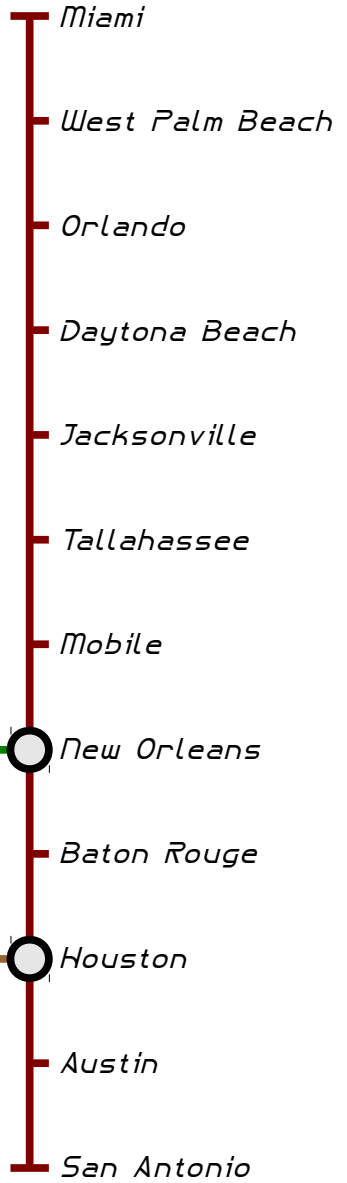 Miami
West Palm Beach
Orlando
Daytona Beach
Jacksonville
Tallahassee
Mobile
New Orleans
Baton Rouge
Houston
Austin
San Antonio